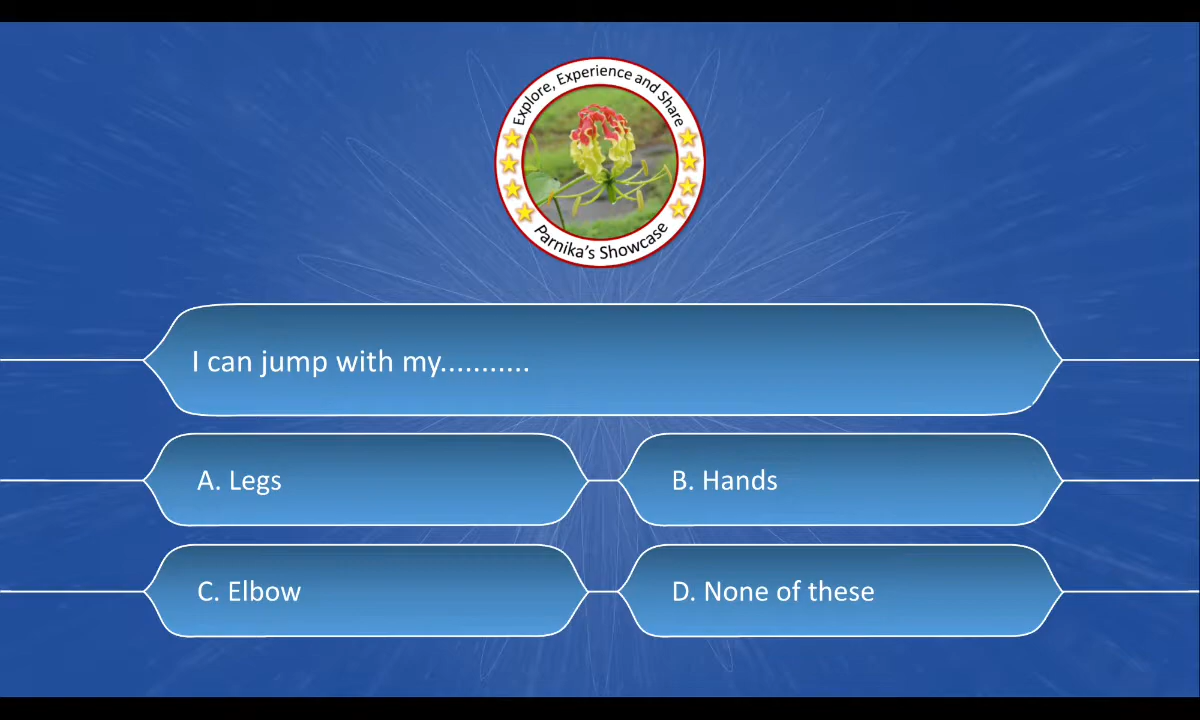 Explore, Experience and Share
Parnika's Showcase
I can jump with my...........
A. Legs
B. Hands
C. Elbow
D. None of these